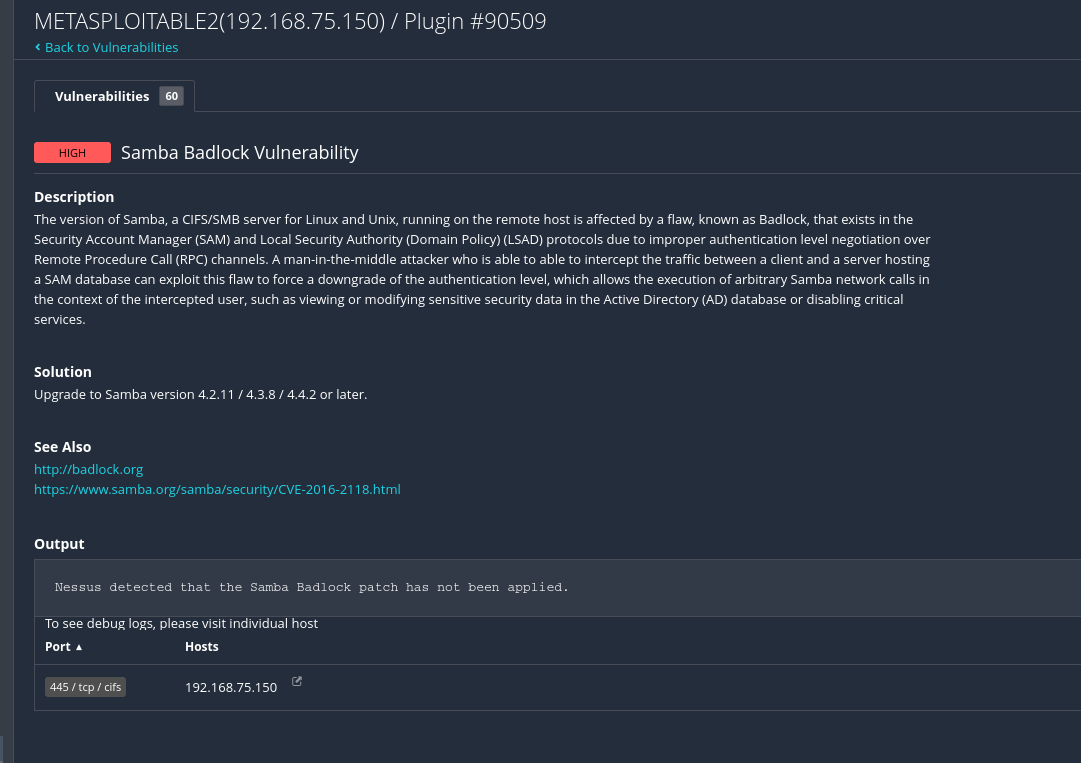 METASPLOITABLE2(192.168.75.150) / Plugin #90509
Back to Vulnerabilities
Vulnerabilities 60
HIGH Samba Badlock Vulnerability
Description
The version of Samba, a CIFS/SMB server for Linux and Unix, running on the remote host is affected by a flaw, known as Badlock, that exists in the
Security Account Manager (SAM) and Local Security Authority (Domain Policy) (LSAD) protocols due to improper authentication level negotiation over
Remote Procedure Call (RPC) channels. A man-in-the-middle attacker who is able to able to intercept the traffic between a client and a server hosting
a SAM database can exploit this flaw to force a downgrade of the authentication level, which allows the execution of arbitrary Samba network calls in
the context of the intercepted user, such as viewing or modifying sensitive security data in the Active Directory (AD) database or disabling critical
services.
Solution
Upgrade to Samba version 4.2.11 / 4.3.8 / 4.4.2 or later.
See Also
http://badlock.org
https://www.samba.org/samba/security/CVE-2016-2118.html
Output
Nessus detected that the Samba Badlock patch has not been applied.
To see debug logs, please visit individual host
Port ▲ Hosts
445 / tcp / cifs 192.168.75.150